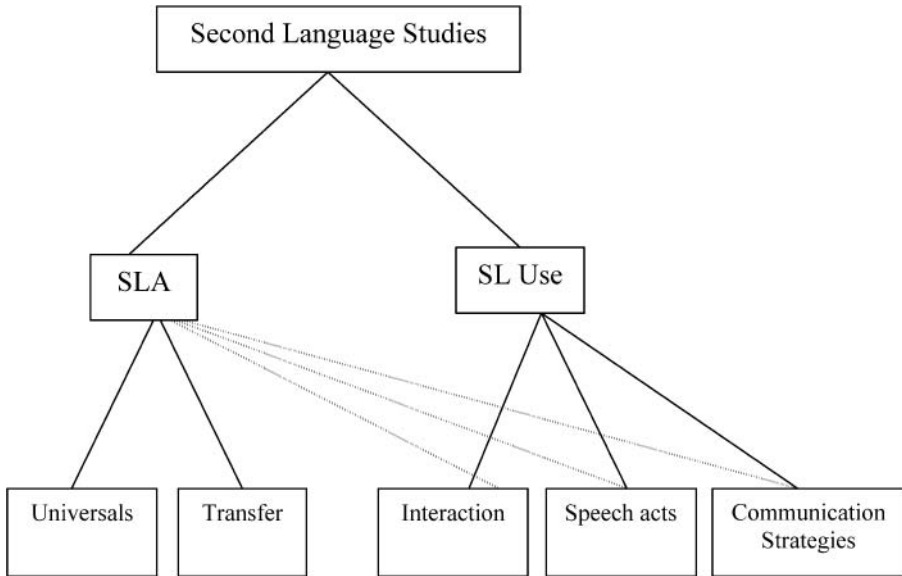 Second Language Studies
SLA
SL Use
Universals
Transfer
Interaction
Speech acts
Communication
Strategies